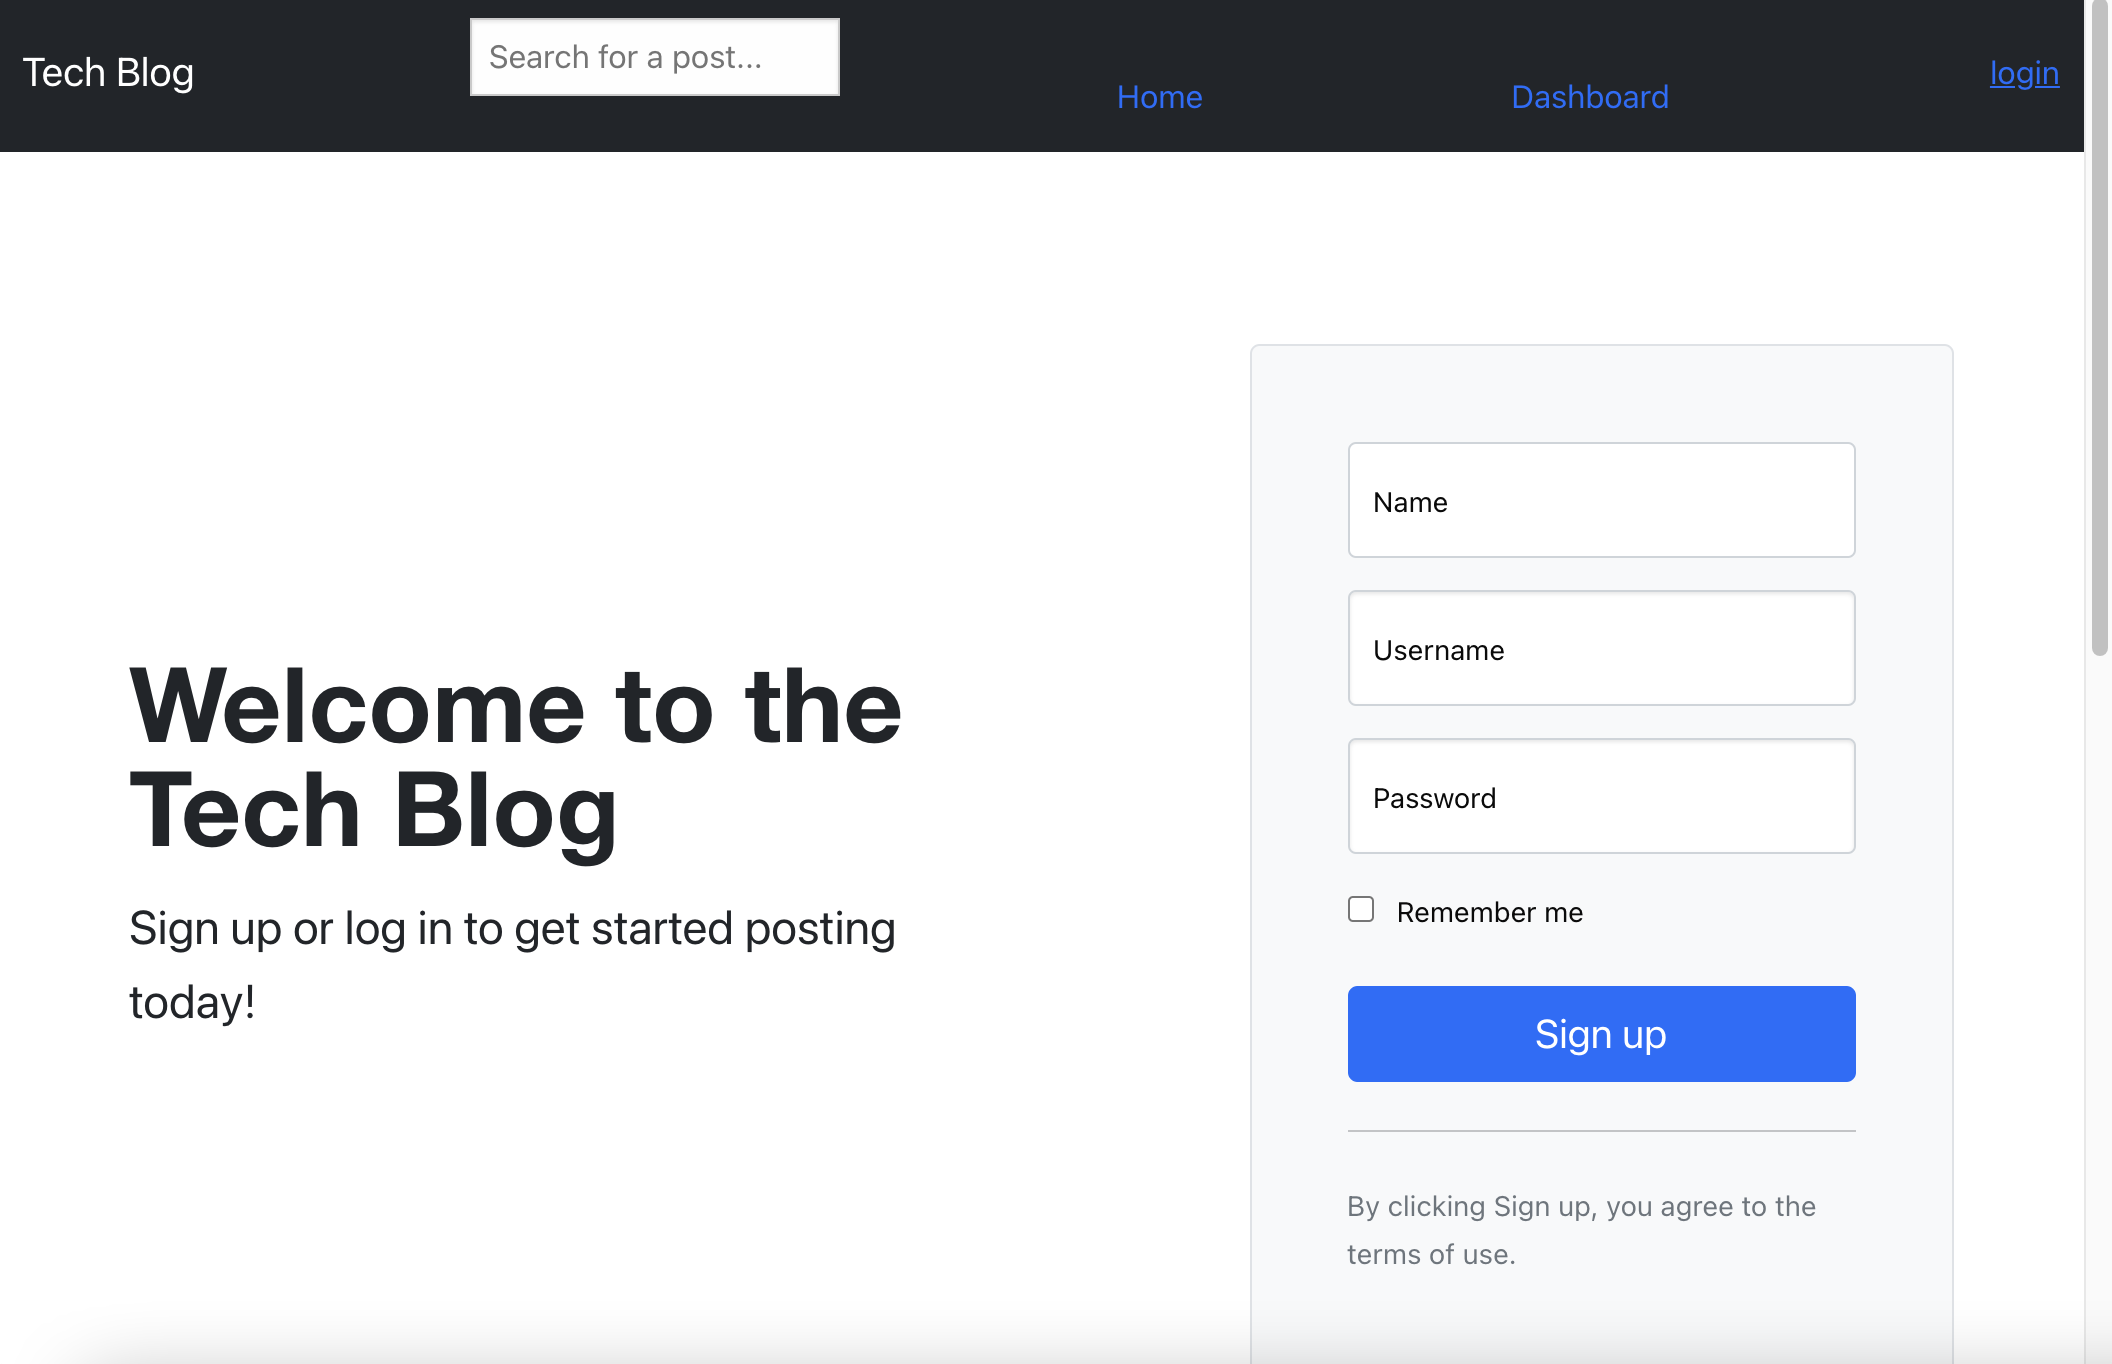 Tech Blog
Search for a post...
Home
Dashboard
login
Welcome to the
Tech Blog
Sign up or log in to get started posting
today!
Name
Username
Password
Remember me
Sign up
By clicking Sign up, you agree to the
terms of use.